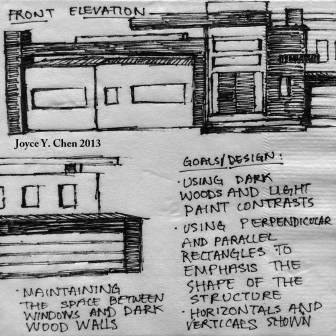 FRONT ELEVATION
Joyce Y. Chen 2013
GOALS/DESIGN:
• USING DARK
WOODS AND LIGHT
PAINT CONTRASTS
• USING PERPENDICULAR
AND PARALLEL
RECTANGLES TO
EMPHASIS THE
SHAPE OF THE
STRUCTURE
• HORIZONTALS AND
VERTICALS SHOWN
• MAINTAINING
THE SPACE BETWEEN
WINDOWS AND DARK
WOOD WALLS